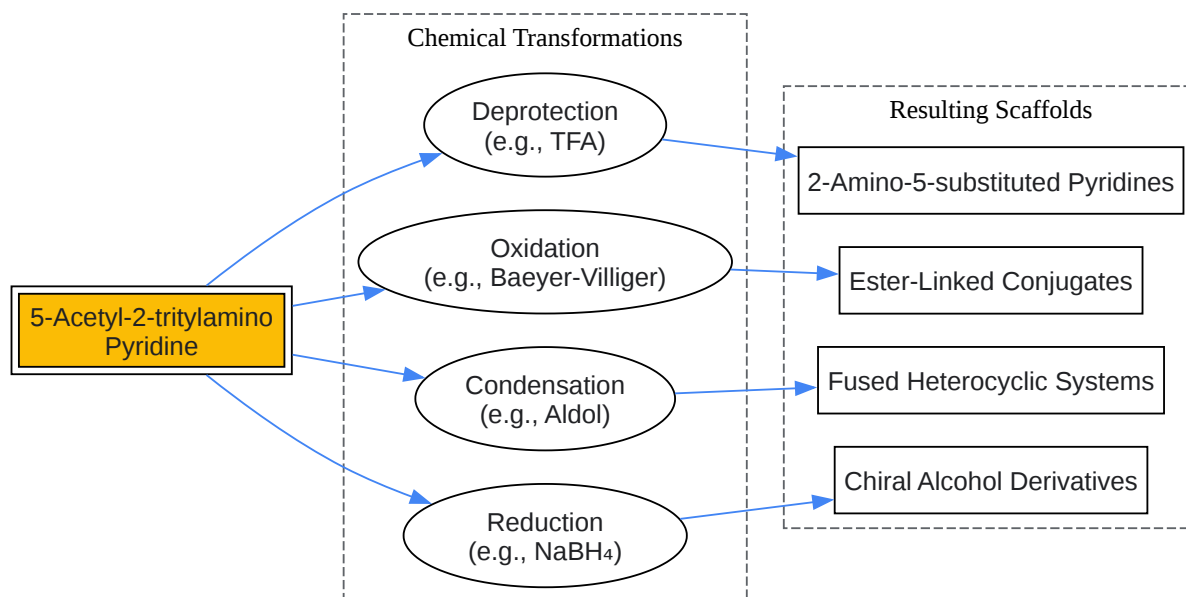 Chemical Transformations
Deprotection
(e.g., TFA)
Resulting Scaffolds
2-Amino-5-substituted Pyridines
Oxidation
(e.g., Baeyer-Villiger)
Ester-Linked Conjugates
5-Acetyl-2-tritylamino
Pyridine
Condensation
(e.g., Aldol)
Fused Heterocyclic Systems
Chiral Alcohol Derivatives
Reduction
(e.g., NaBH₄)